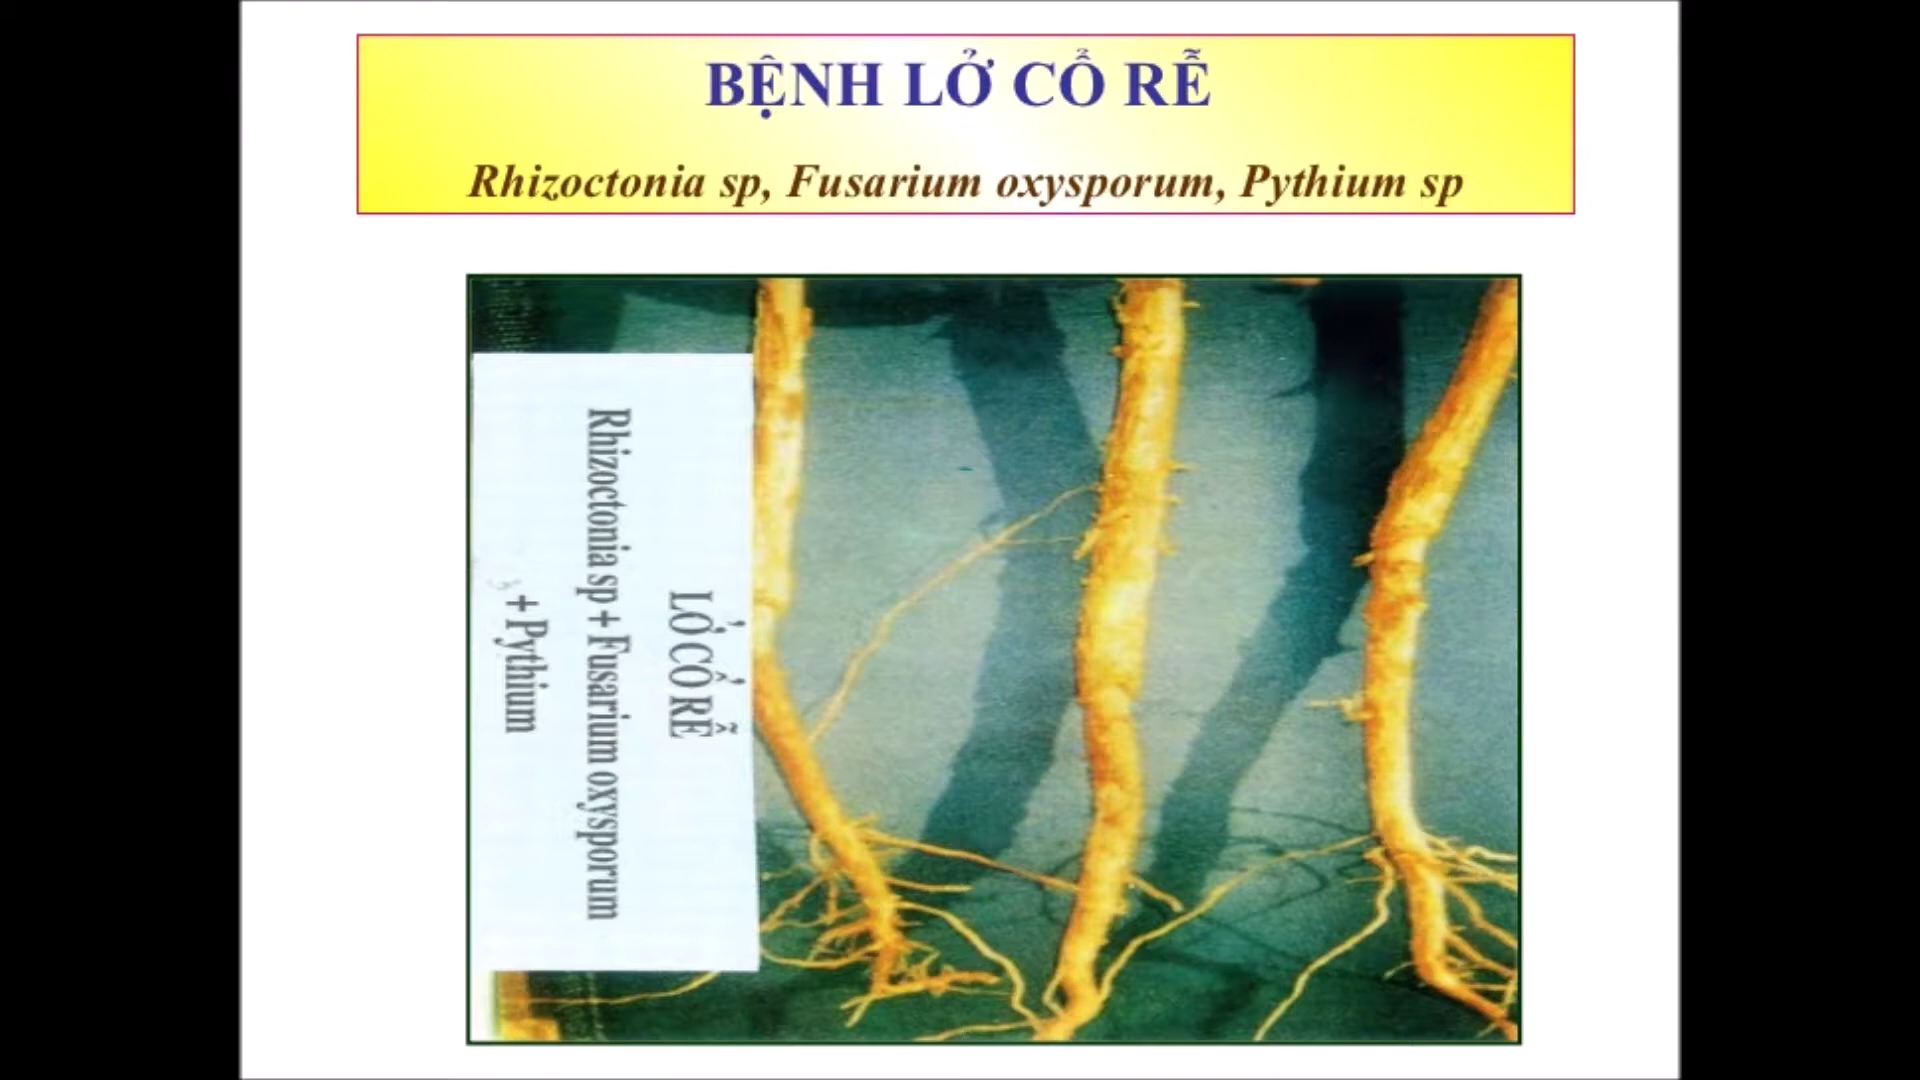 BỆNH LỞ CỔ RỄ
Rhizoctonia sp, Fusarium oxysporum, Pythium sp
LỞ CỔ RỄ
Rhizoctonia sp + Fusarium oxysporum
+ Pythium